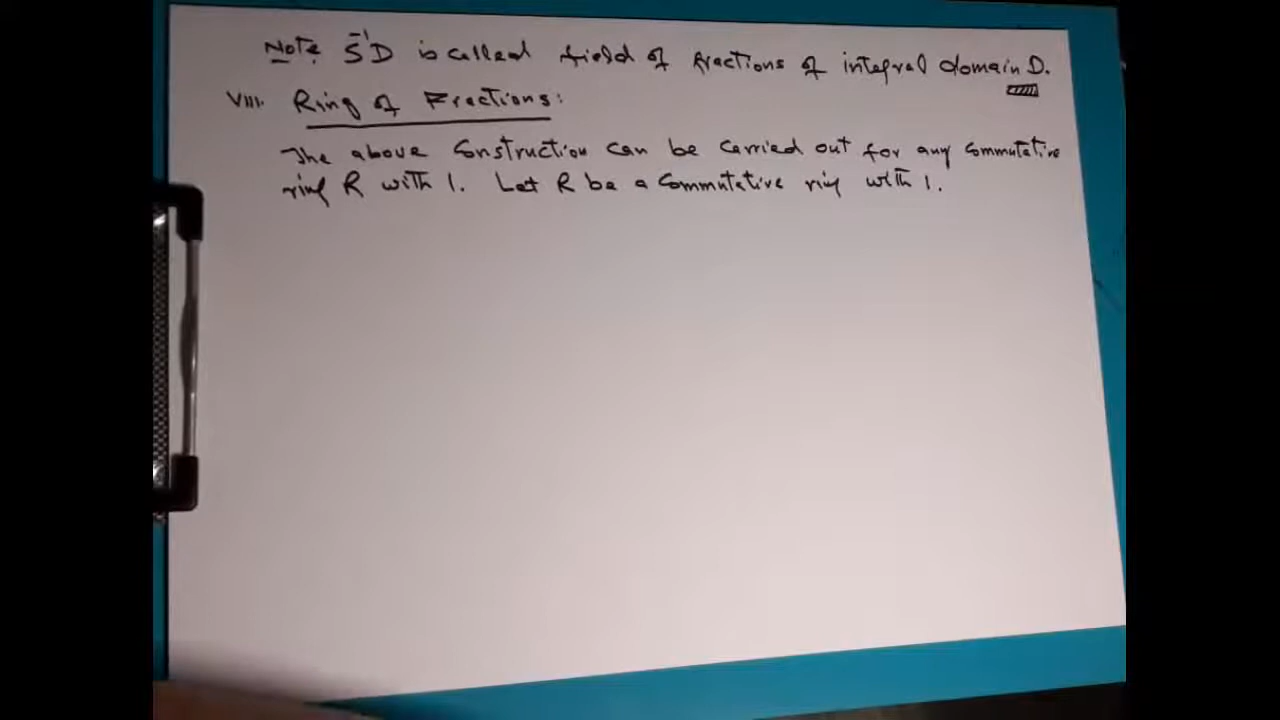 Note: S⁻¹D is called field of fractions of integral domain D.
VIII. Ring of Fractions:
The above Construction can be carried out for any commutative
ring R with 1. Let R be a Commutative ring with 1.